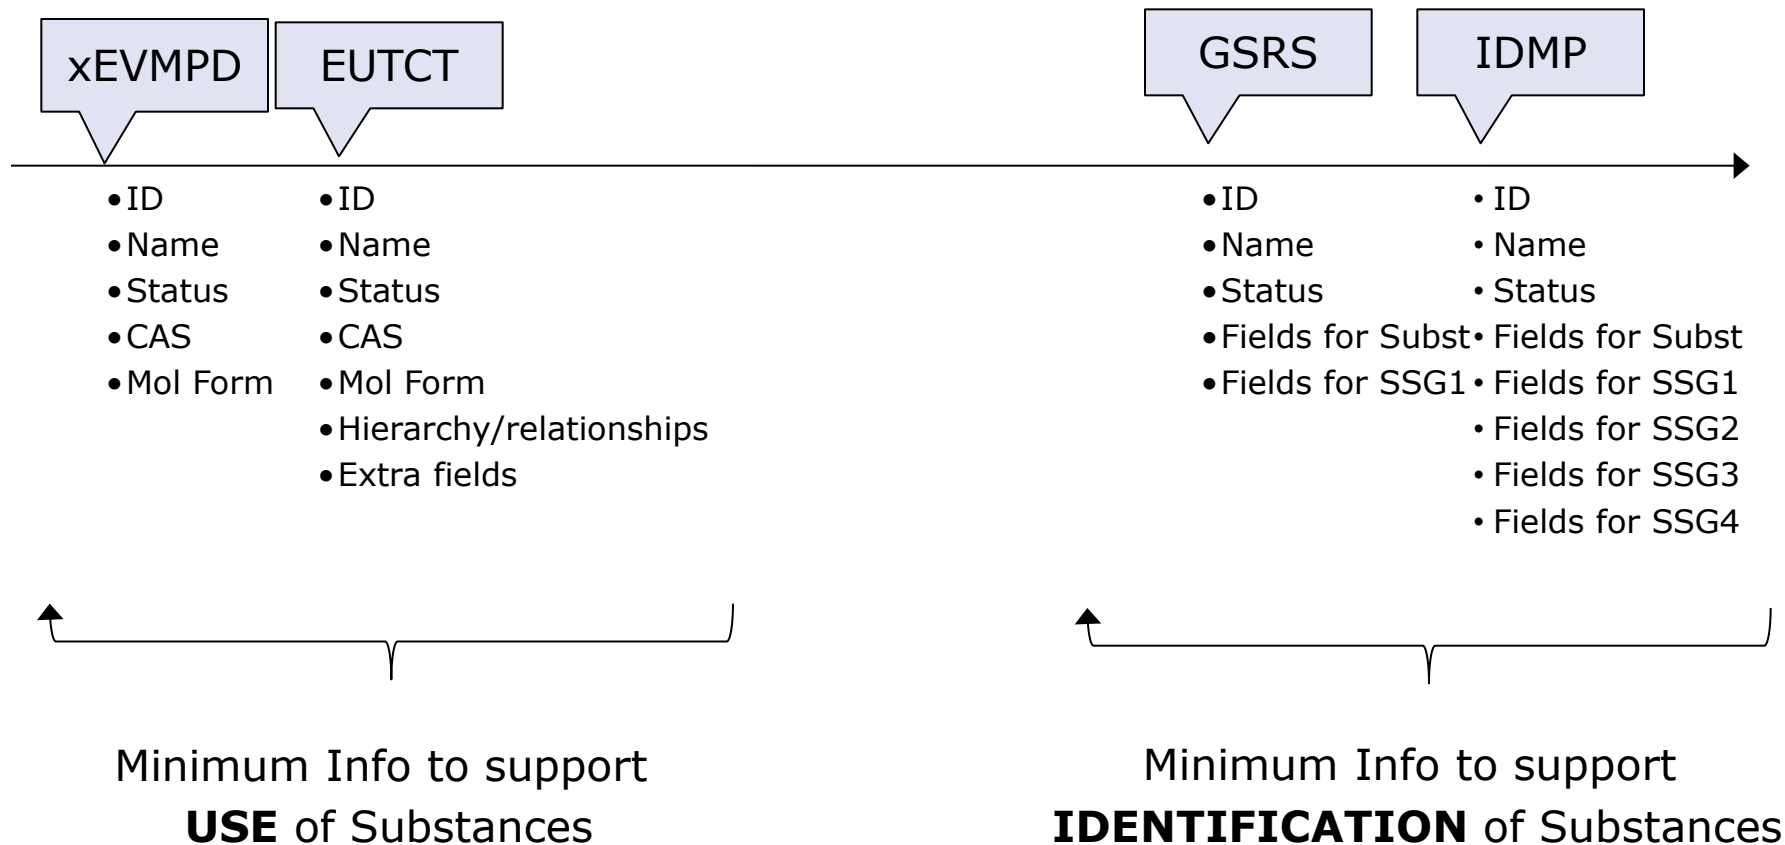 xEVMPD
EUTCT
GSRS
IDMP
•ID
•Name
•Status
•CAS
•Mol Form
•ID
•Name
•Status
•CAS
•Mol Form
•Hierarchy/relationships
•Extra fields
•ID
•Name
•Status
•Fields for Subst
•Fields for SSG1
• ID
• Name
• Status
• Fields for Subst
• Fields for SSG1
• Fields for SSG2
• Fields for SSG3
• Fields for SSG4
Minimum Info to support
USE of Substances
Minimum Info to support
IDENTIFICATION of Substances